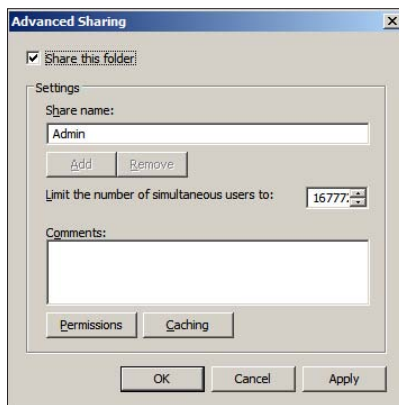 Advanced Sharing
Share this folder
Settings
Share name:
Admin
Add Remove
Limit the number of simultaneous users to: 16777
Comments:
Permissions Caching
OK Cancel Apply